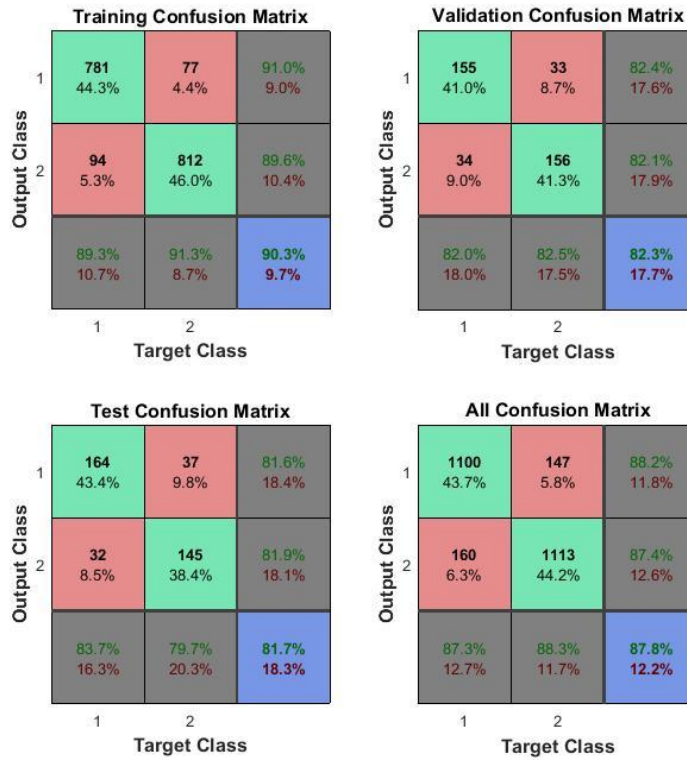 Training Confusion Matrix
781 77 91.0%
1
44.3% 4.4% 9.0%
94 812 89.6%
2
5.3% 46.0% 10.4%
89.3% 91.3% 90.3%
10.7% 8.7% 9.7%
1 2
Target Class
Output Class
Validation Confusion Matrix
155 33 82.4%
1
41.0% 8.7% 17.6%
34 156 82.1%
2
9.0% 41.3% 17.9%
82.0% 82.5% 82.3%
18.0% 17.5% 17.7%
1 2
Target Class
Output Class
Test Confusion Matrix
164 37 81.6%
1
43.4% 9.8% 18.4%
32 145 81.9%
2
8.5% 38.4% 18.1%
83.7% 79.7% 81.7%
16.3% 20.3% 18.3%
1 2
Target Class
Output Class
All Confusion Matrix
1100 147 88.2%
1
43.7% 5.8% 11.8%
160 1113 87.4%
2
6.3% 44.2% 12.6%
87.3% 88.3% 87.8%
12.7% 11.7% 12.2%
1 2
Target Class
Output Class